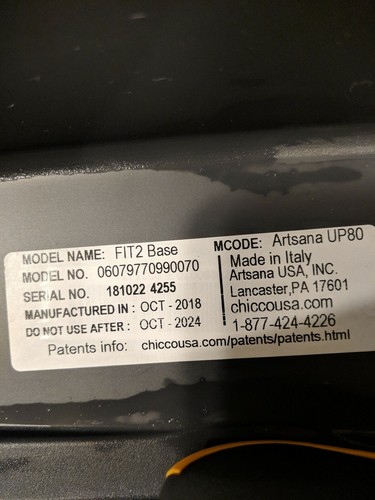 MODEL NAME: FIT2 Base
MODEL NO. 06079770990070
SERIAL NO. 181022 4255
MANUFACTURED IN : OCT - 2018
DO NOT USE AFTER : OCT - 2024
MCODE: Artsana UP80
Made in Italy
Artsana USA, INC.
Lancaster,PA 17601
chiccousa.com
1-877-424-4226
Patents info: chiccousa.com/patents/patents.html